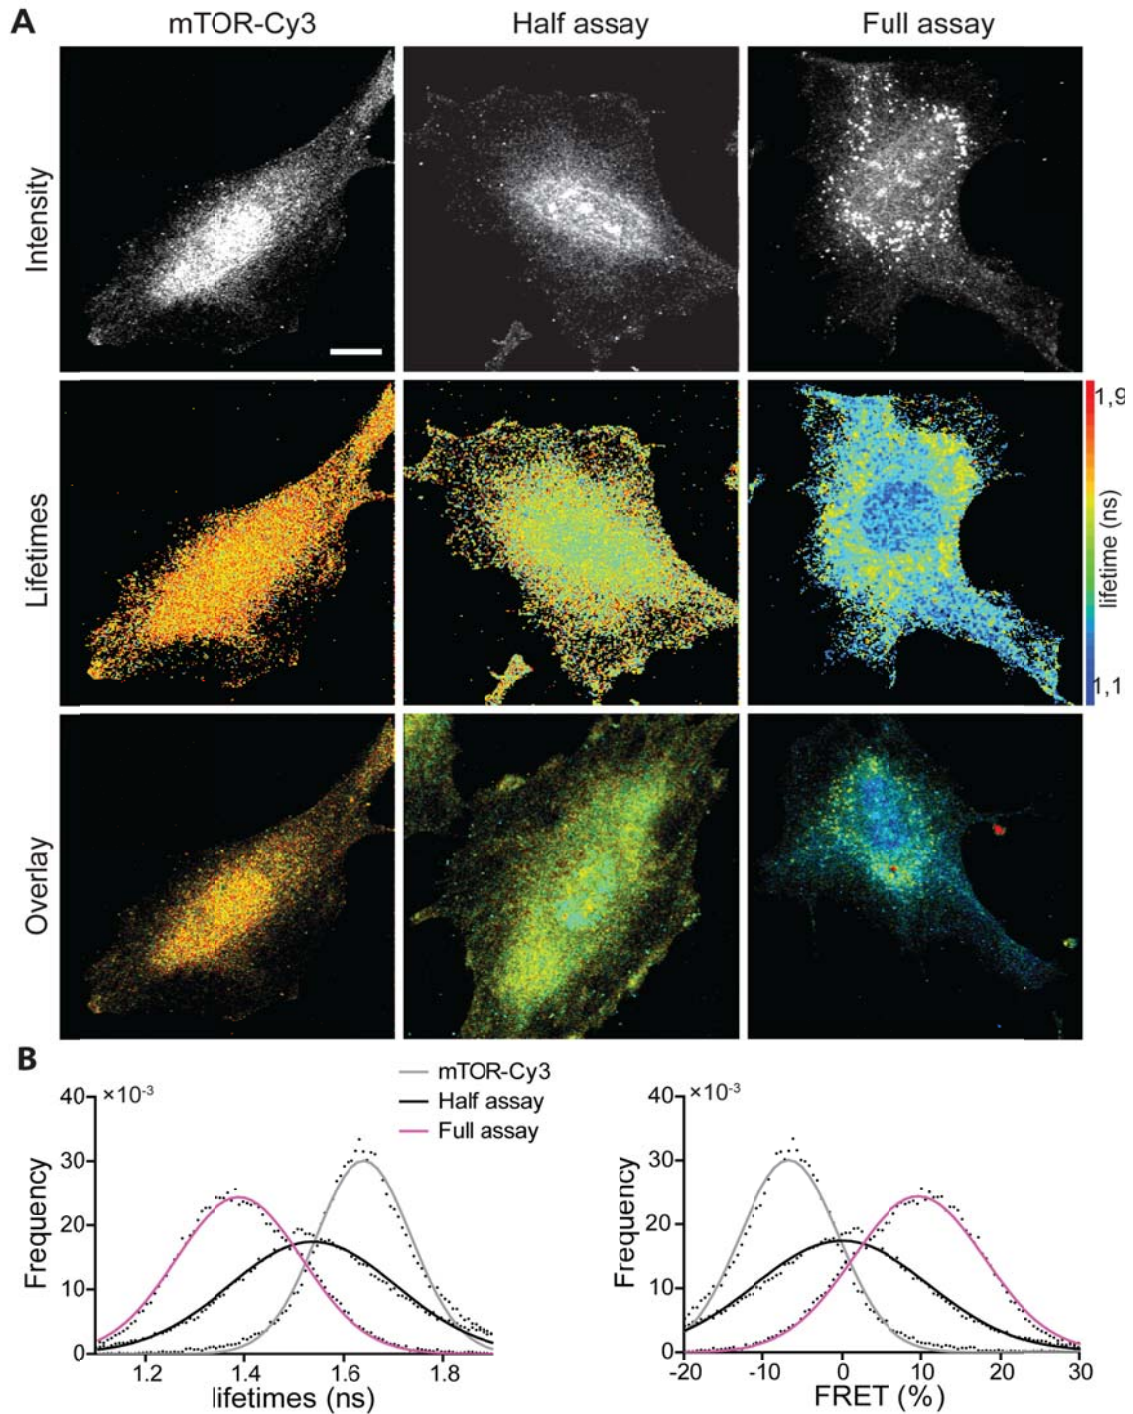 A
mTOR-Cy3 Half assay Full assay
Intensity
Lifetimes
1,9
lifetime (ns)
1,1
Overlay
B
mTOR-Cy3
Half assay
Full assay
40 ×10-3
30
20
10
0
Frequency
1.2 1.4 1.6 1.8
lifetimes (ns)
40 ×10-3
30
20
10
0
Frequency
-20 -10 0 10 20 30
FRET (%)